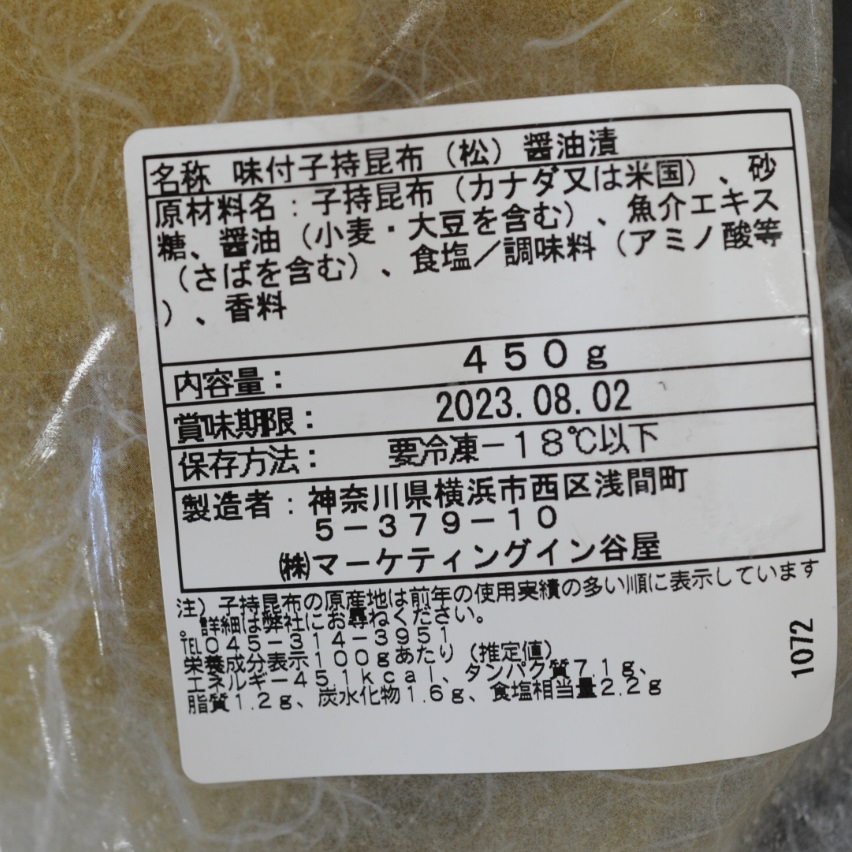 名称 味付子持昆布（松）醤油漬
原材料名：子持昆布（カナダ又は米国）、砂
糖、醤油（小麦・大豆を含む）、魚介エキス
（さばを含む）、食塩／調味料（アミノ酸等
）、香料
内容量： 450g
賞味期限： 2023.08.02
保存方法： 要冷凍－18℃以下
製造者：神奈川県横浜市西区浅間町
5－379－10
㈱マーケティングイン谷屋
注）子持昆布の原産地は前年の使用実績の多い順に表示しています
。詳細は弊社にお尋ねください。
℡045－314－3951
栄養成分表示100gあたり（推定値）
エネルギー45.1kcal、タンパク質7.1g、
脂質1.2g、炭水化物1.6g、食塩相当量2.2g
1072